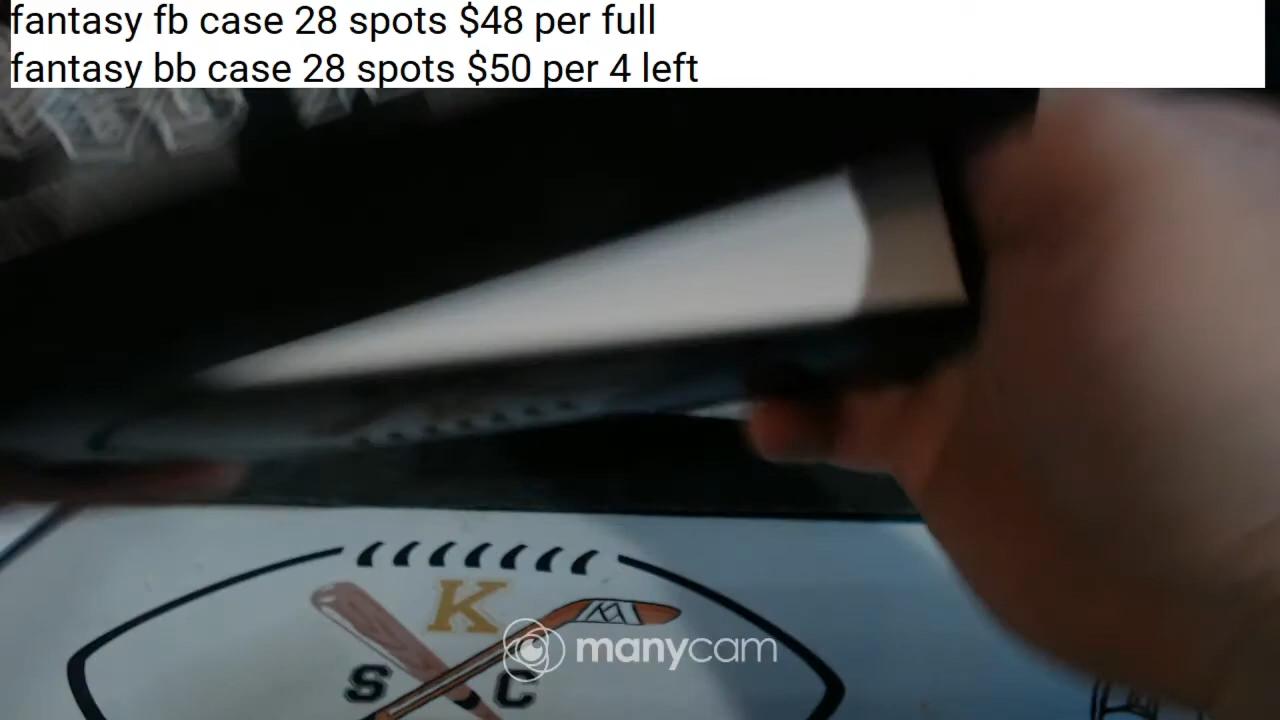 fantasy fb case 28 spots $48 per full
fantasy bb case 28 spots $50 per 4 left
K
S C
manycam